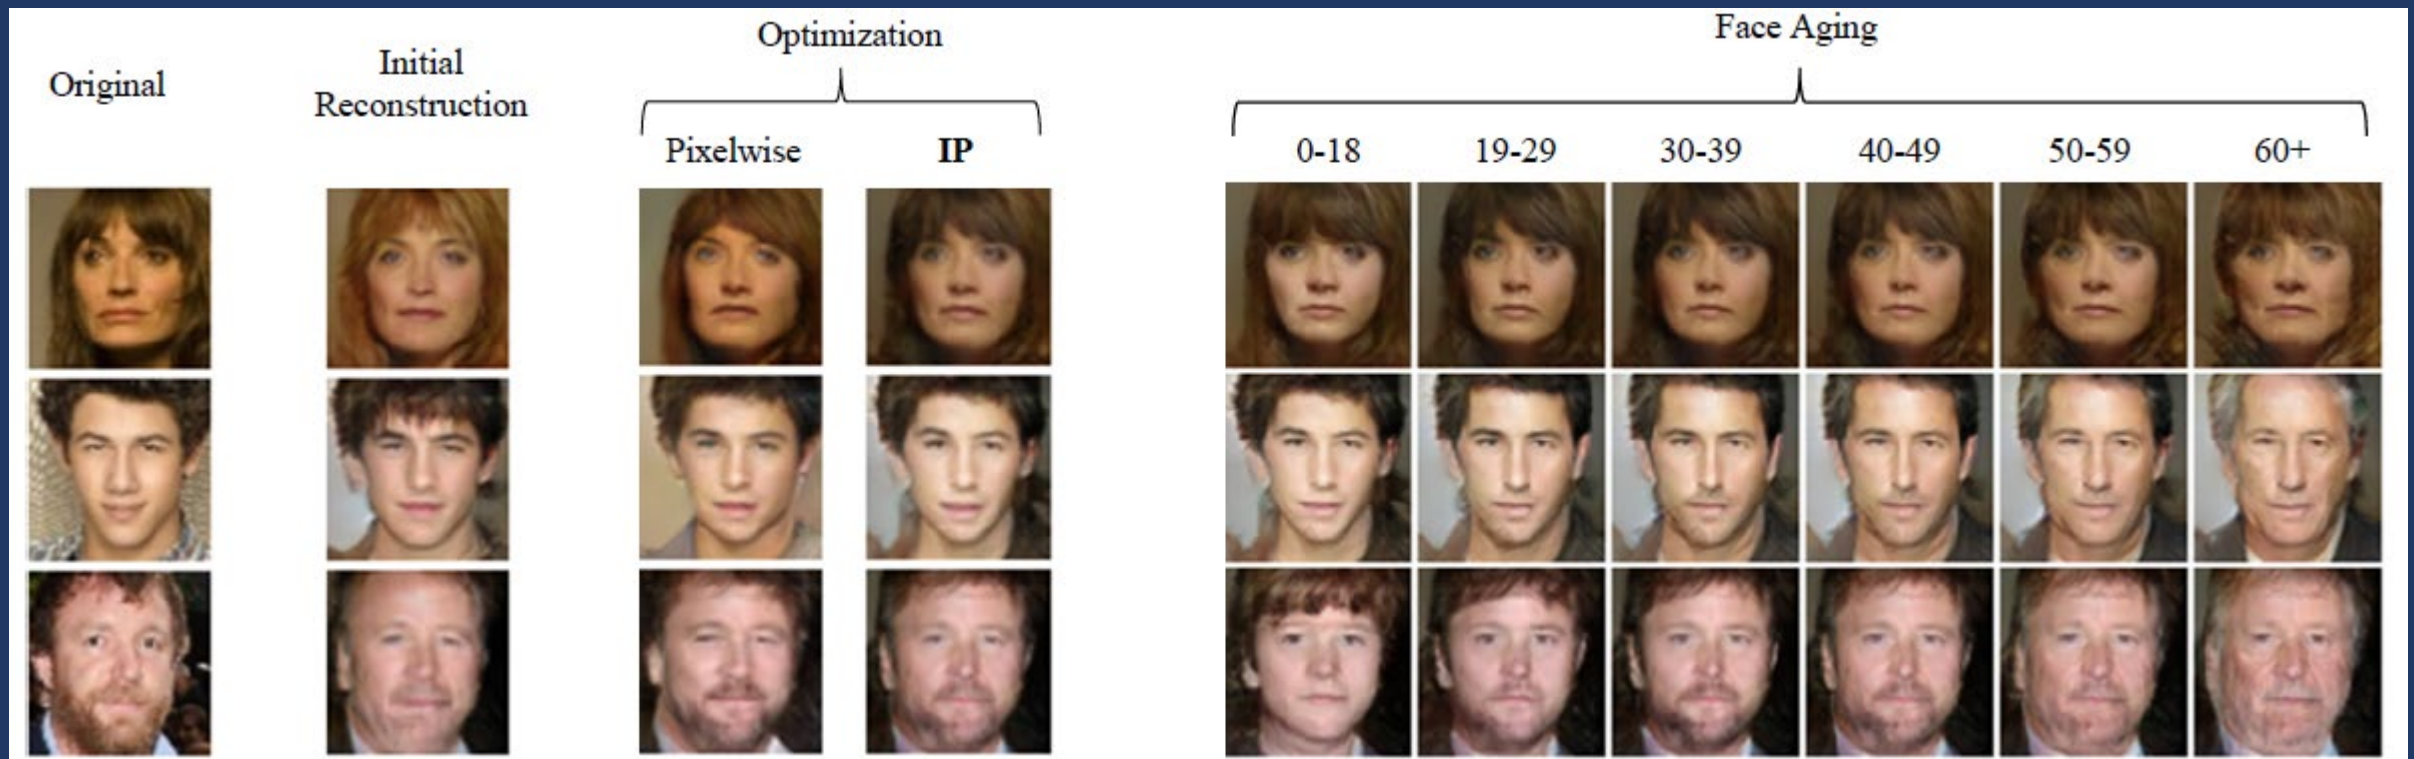 Original
Initial
Reconstruction
Optimization
Pixelwise
IP
Face Aging
0-18
19-29
30-39
40-49
50-59
60+